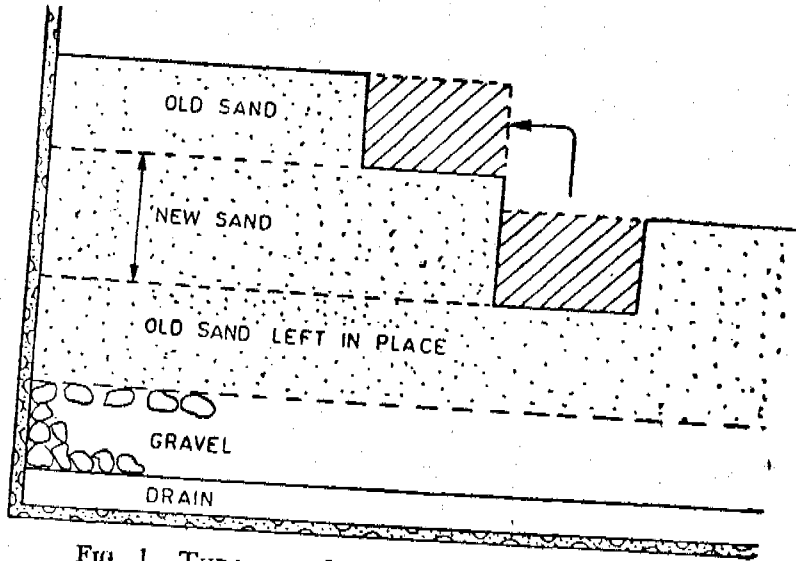 OLD SAND
NEW SAND
OLD SAND LEFT IN PLACE
GRAVEL
DRAIN
FIG. 1